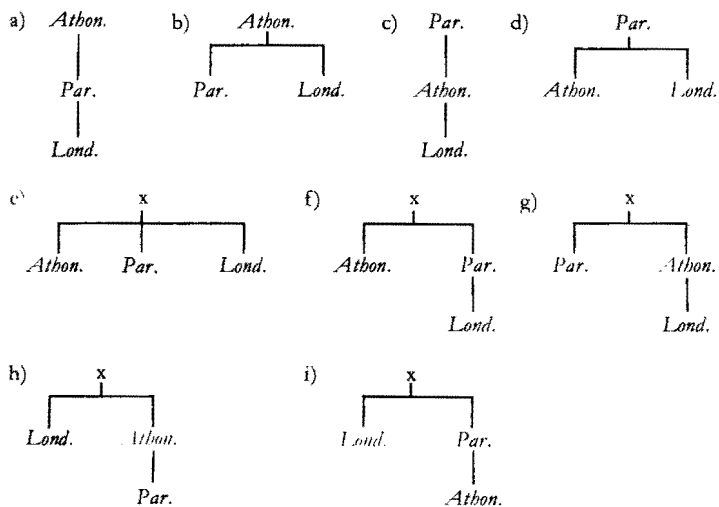 a) Athon. b) Athon. c) Par. d) Par.
Par. Par. Lond. Athon. Athon. Lond.
Lond. Lond.
e) x f) x g) x
Athon. Par. Lond. Athon. Par. Par. Athon.
Lond. Lond.
h) x i) x
Lond. Athon. Lond. Par.
Par. Athon.